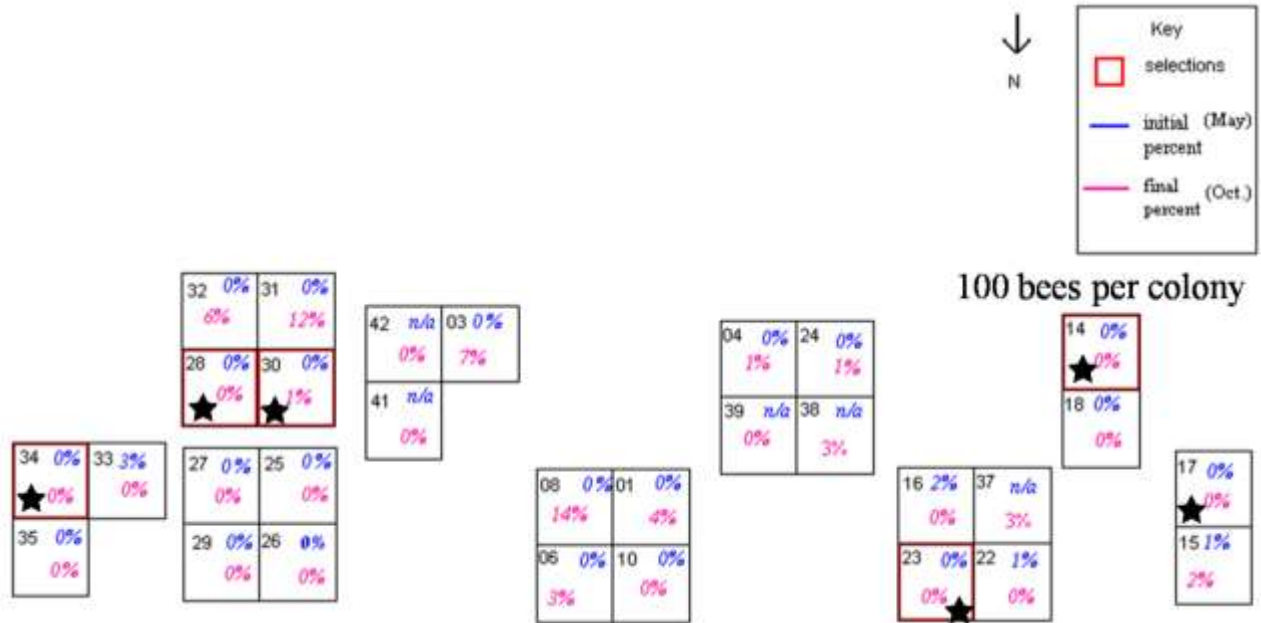 Key
selections
initial (May)
percent
final (Oct.)
percent
N
100 bees per colony
32 0% 31 0%
6% 12%
28 0% 30 0%
0% 1%
42 n/a 03 0%
0% 7%
41 n/a
0%
04 0% 24 0%
1% 1%
39 n/a 38 n/a
0% 3%
14 0%
0%
18 0%
0%
34 0% 33 3%
0% 0%
35 0%
0%
27 0% 25 0%
0% 0%
29 0% 26 0%
0% 0%
08 0% 01 0%
14% 4%
06 0% 10 0%
3% 0%
16 2% 37 n/a
0% 3%
23 0% 22 1%
0% 0%
17 0%
0%
15 1%
2%